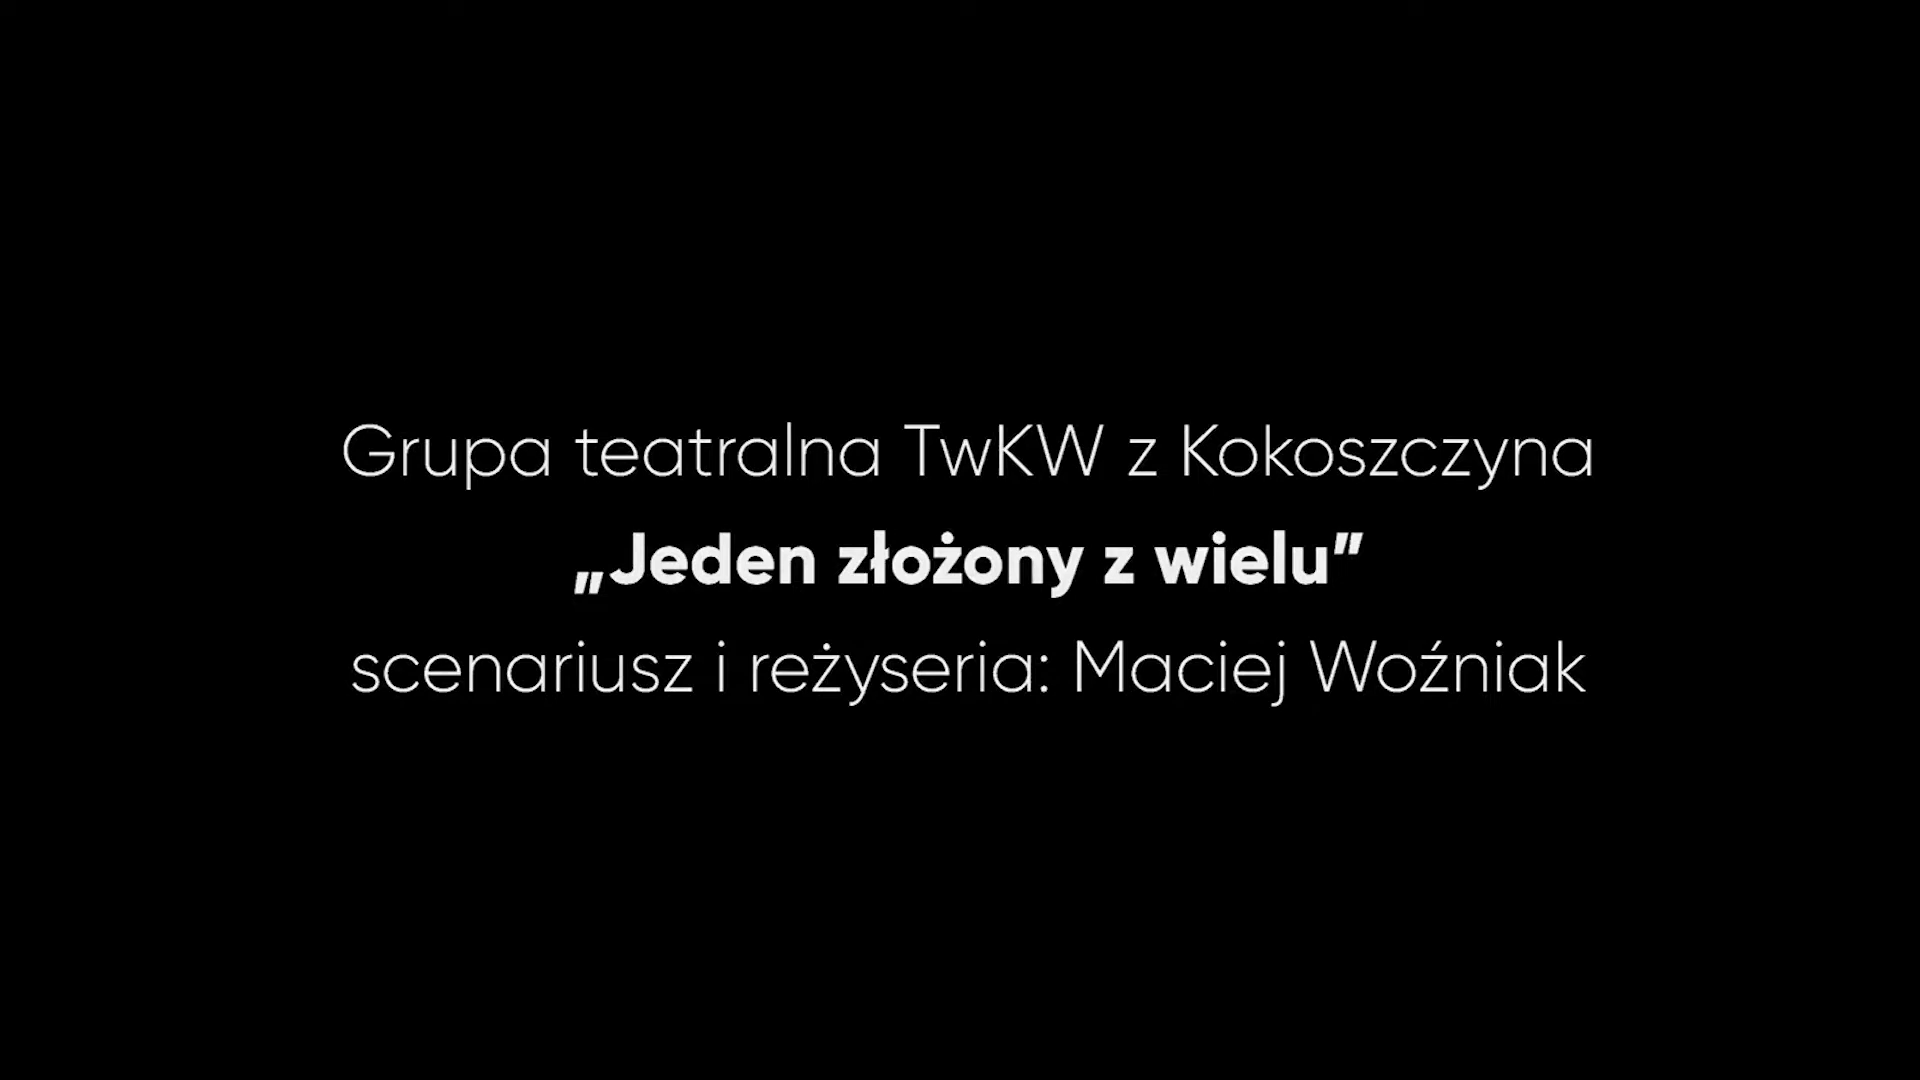 Grupa teatralna TwKW z Kokoszczyna
„Jeden złożony z wielu”
scenariusz i reżyseria: Maciej Woźniak